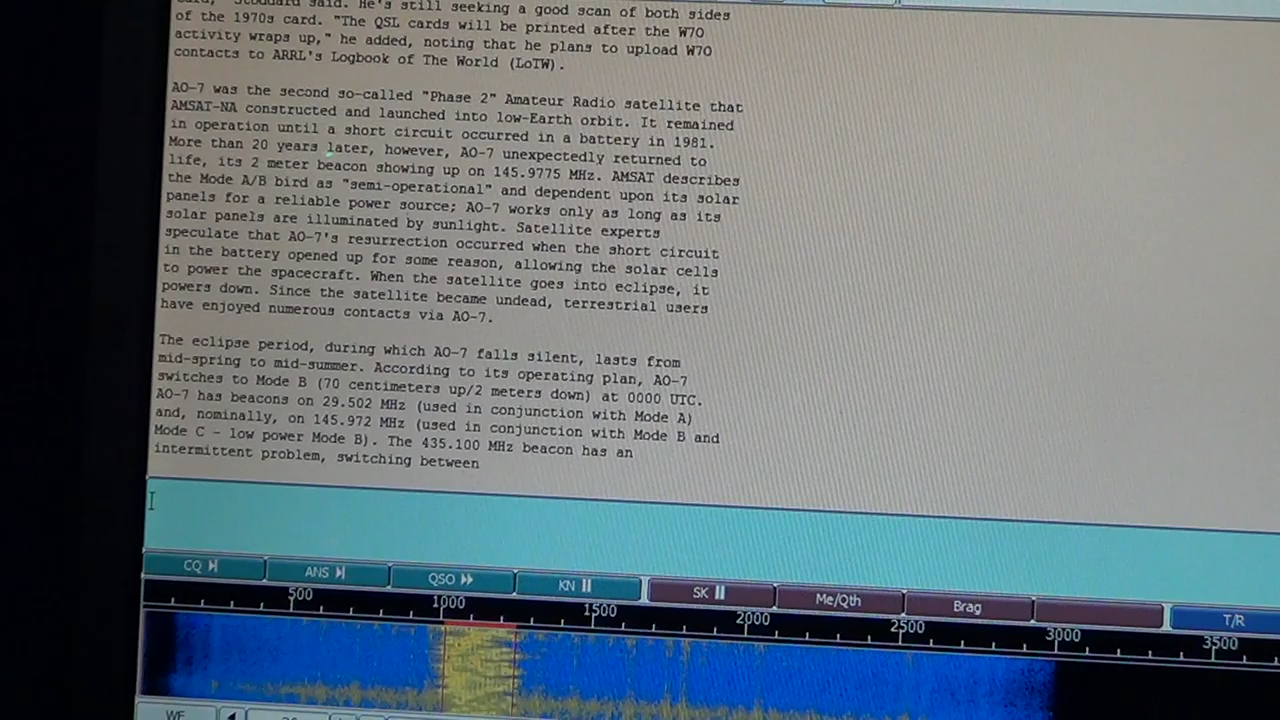 card," Stoddard said. He's still seeking a good scan of both sides
of the 1970s card. "The QSL cards will be printed after the W70
activity wraps up," he added, noting that he plans to upload W70
contacts to ARRL's Logbook of The World (LoTW).
AO-7 was the second so-called "Phase 2" Amateur Radio satellite that
AMSAT-NA constructed and launched into low-Earth orbit. It remained
in operation until a short circuit occurred in a battery in 1981.
More than 20 years later, however, AO-7 unexpectedly returned to
life, its 2 meter beacon showing up on 145.9775 MHz. AMSAT describes
the Mode A/B bird as "semi-operational" and dependent upon its solar
panels for a reliable power source; AO-7 works only as long as its
solar panels are illuminated by sunlight. Satellite experts
speculate that AO-7's resurrection occurred when the short circuit
in the battery opened up for some reason, allowing the solar cells
to power the spacecraft. When the satellite goes into eclipse, it
powers down. Since the satellite became undead, terrestrial users
have enjoyed numerous contacts via AO-7.
The eclipse period, during which AO-7 falls silent, lasts from
mid-spring to mid-summer. According to its operating plan, AO-7
switches to Mode B (70 centimeters up/2 meters down) at 0000 UTC.
AO-7 has beacons on 29.502 MHz (used in conjunction with Mode A)
and, nominally, on 145.972 MHz (used in conjunction with Mode B and
Mode C - low power Mode B). The 435.100 MHz beacon has an
intermittent problem, switching between
CQ ANS QSO KN SK Me/Qth Brag T/R
500 1000 1500 2000 2500 3000 3500
WF